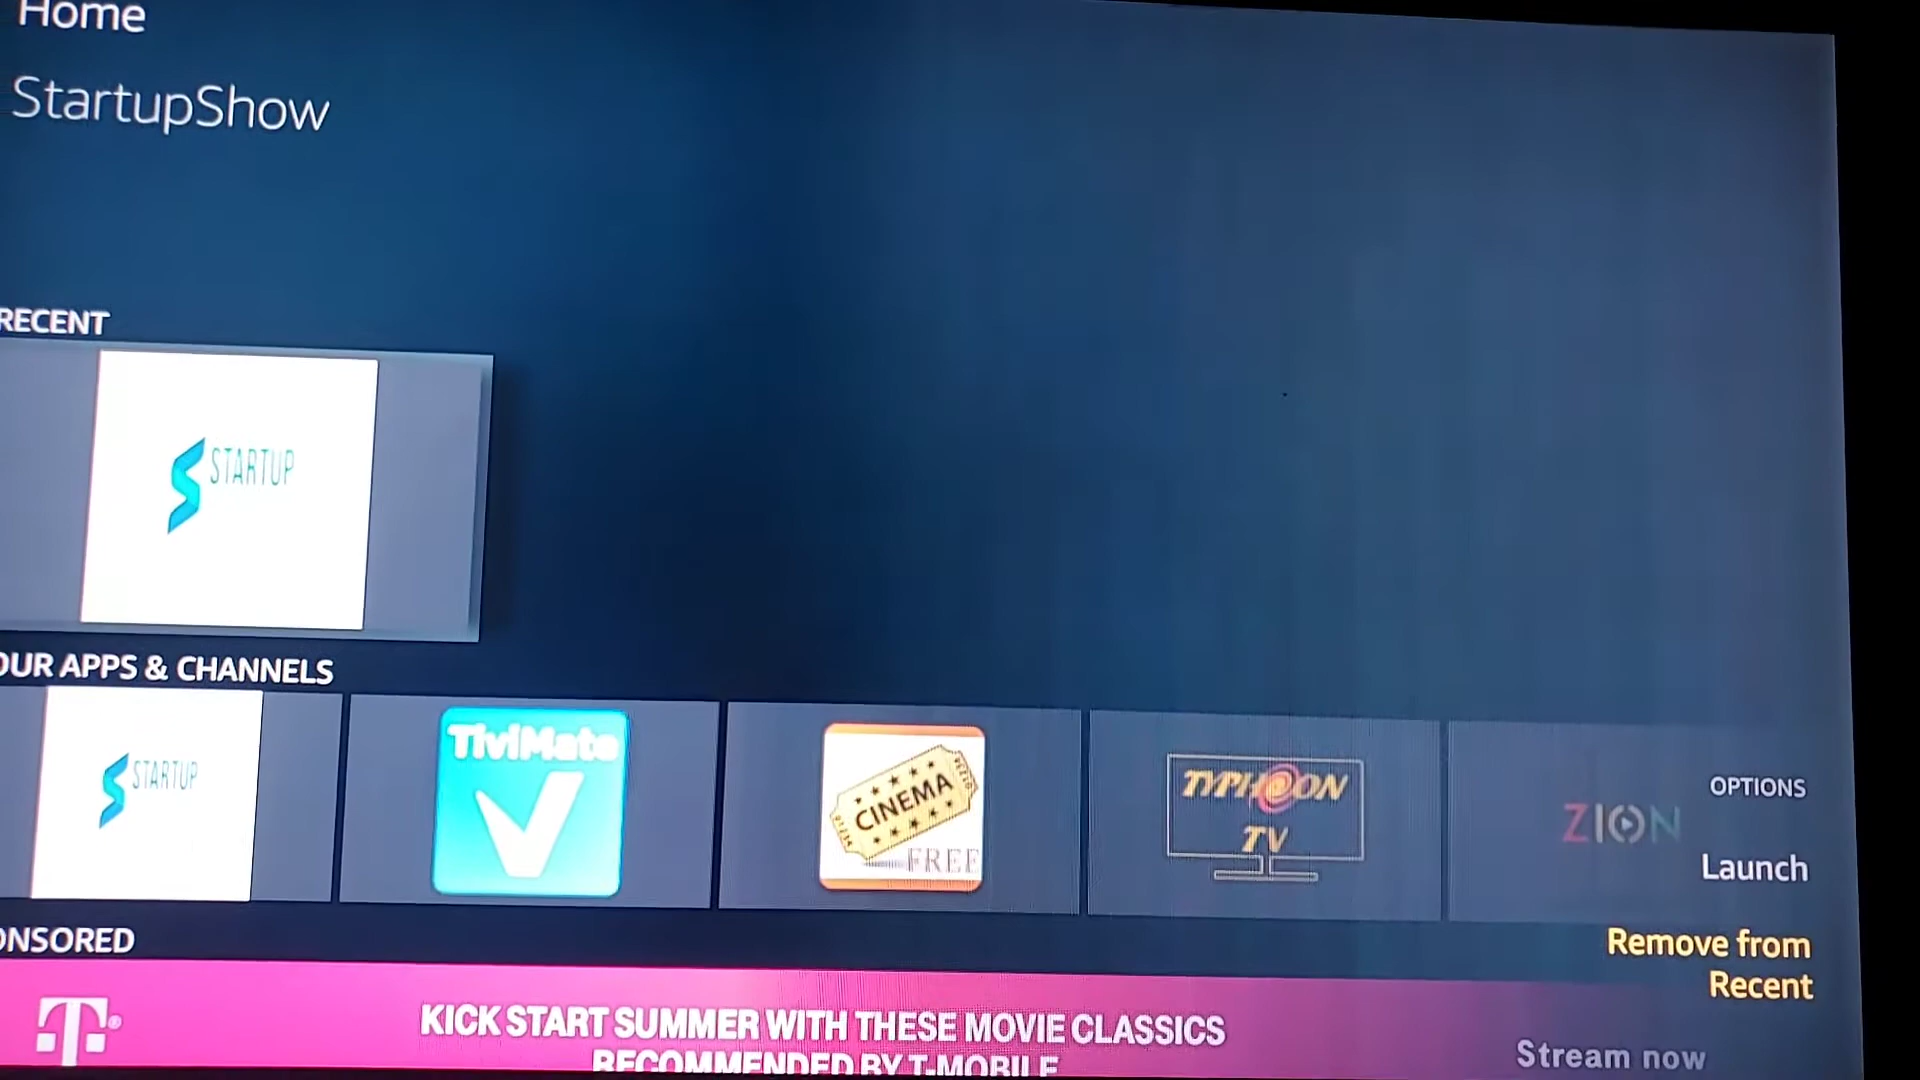 Home
StartupShow
RECENT
STARTUP
OUR APPS & CHANNELS
STARTUP
TiviMate
CINEMA
FREE
TYPHOON
TV
ZION
OPTIONS
Launch
Remove from
Recent
ONSORED
T
KICK START SUMMER WITH THESE MOVIE CLASSICS
RECOMMENDED BY T-MOBILE
Stream now